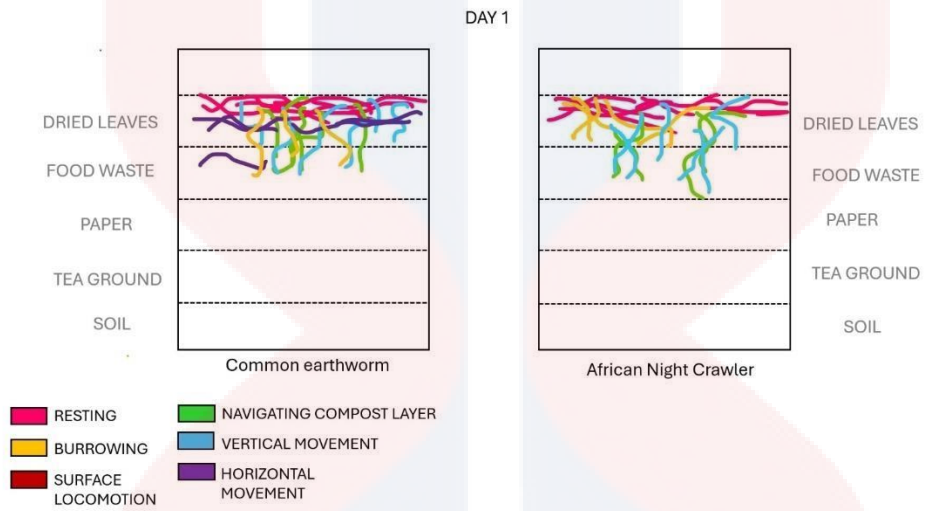 DAY 1
DRIED LEAVES
FOOD WASTE
PAPER
TEA GROUND
SOIL
DRIED LEAVES
FOOD WASTE
PAPER
TEA GROUND
SOIL
Common earthworm
African Night Crawler
RESTING
BURROWING
SURFACE
LOCOMOTION
NAVIGATING COMPOST LAYER
VERTICAL MOVEMENT
HORIZONTAL
MOVEMENT